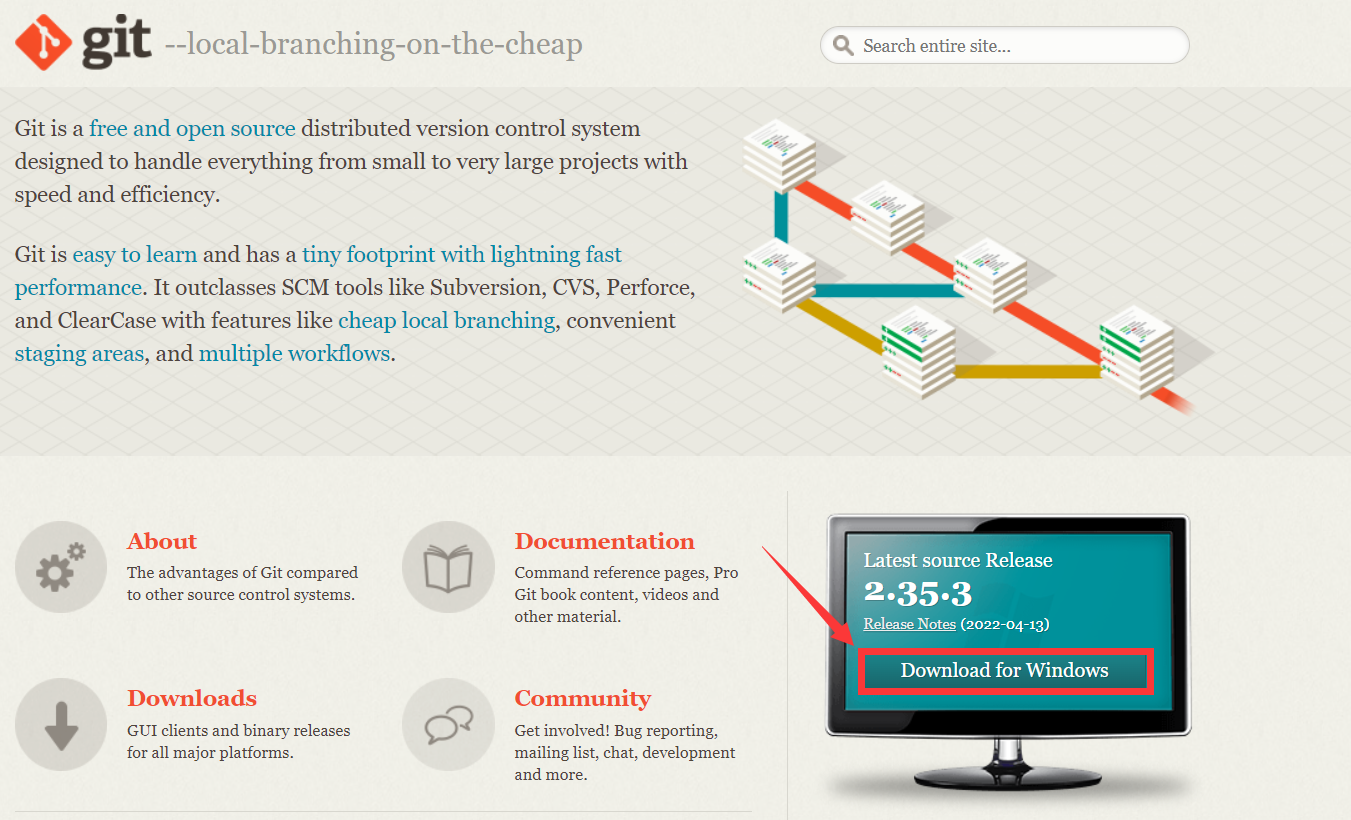 git --local-branching-on-the-cheap
Search entire site...
Git is a free and open source distributed version control system
designed to handle everything from small to very large projects with
speed and efficiency.
Git is easy to learn and has a tiny footprint with lightning fast
performance. It outclasses SCM tools like Subversion, CVS, Perforce,
and ClearCase with features like cheap local branching, convenient
staging areas, and multiple workflows.
About
The advantages of Git compared
to other source control systems.
Documentation
Command reference pages, Pro
Git book content, videos and
other material.
Downloads
GUI clients and binary releases
for all major platforms.
Community
Get involved! Bug reporting,
mailing list, chat, development
and more.
Latest source Release
2.35.3
Release Notes (2022-04-13)
Download for Windows